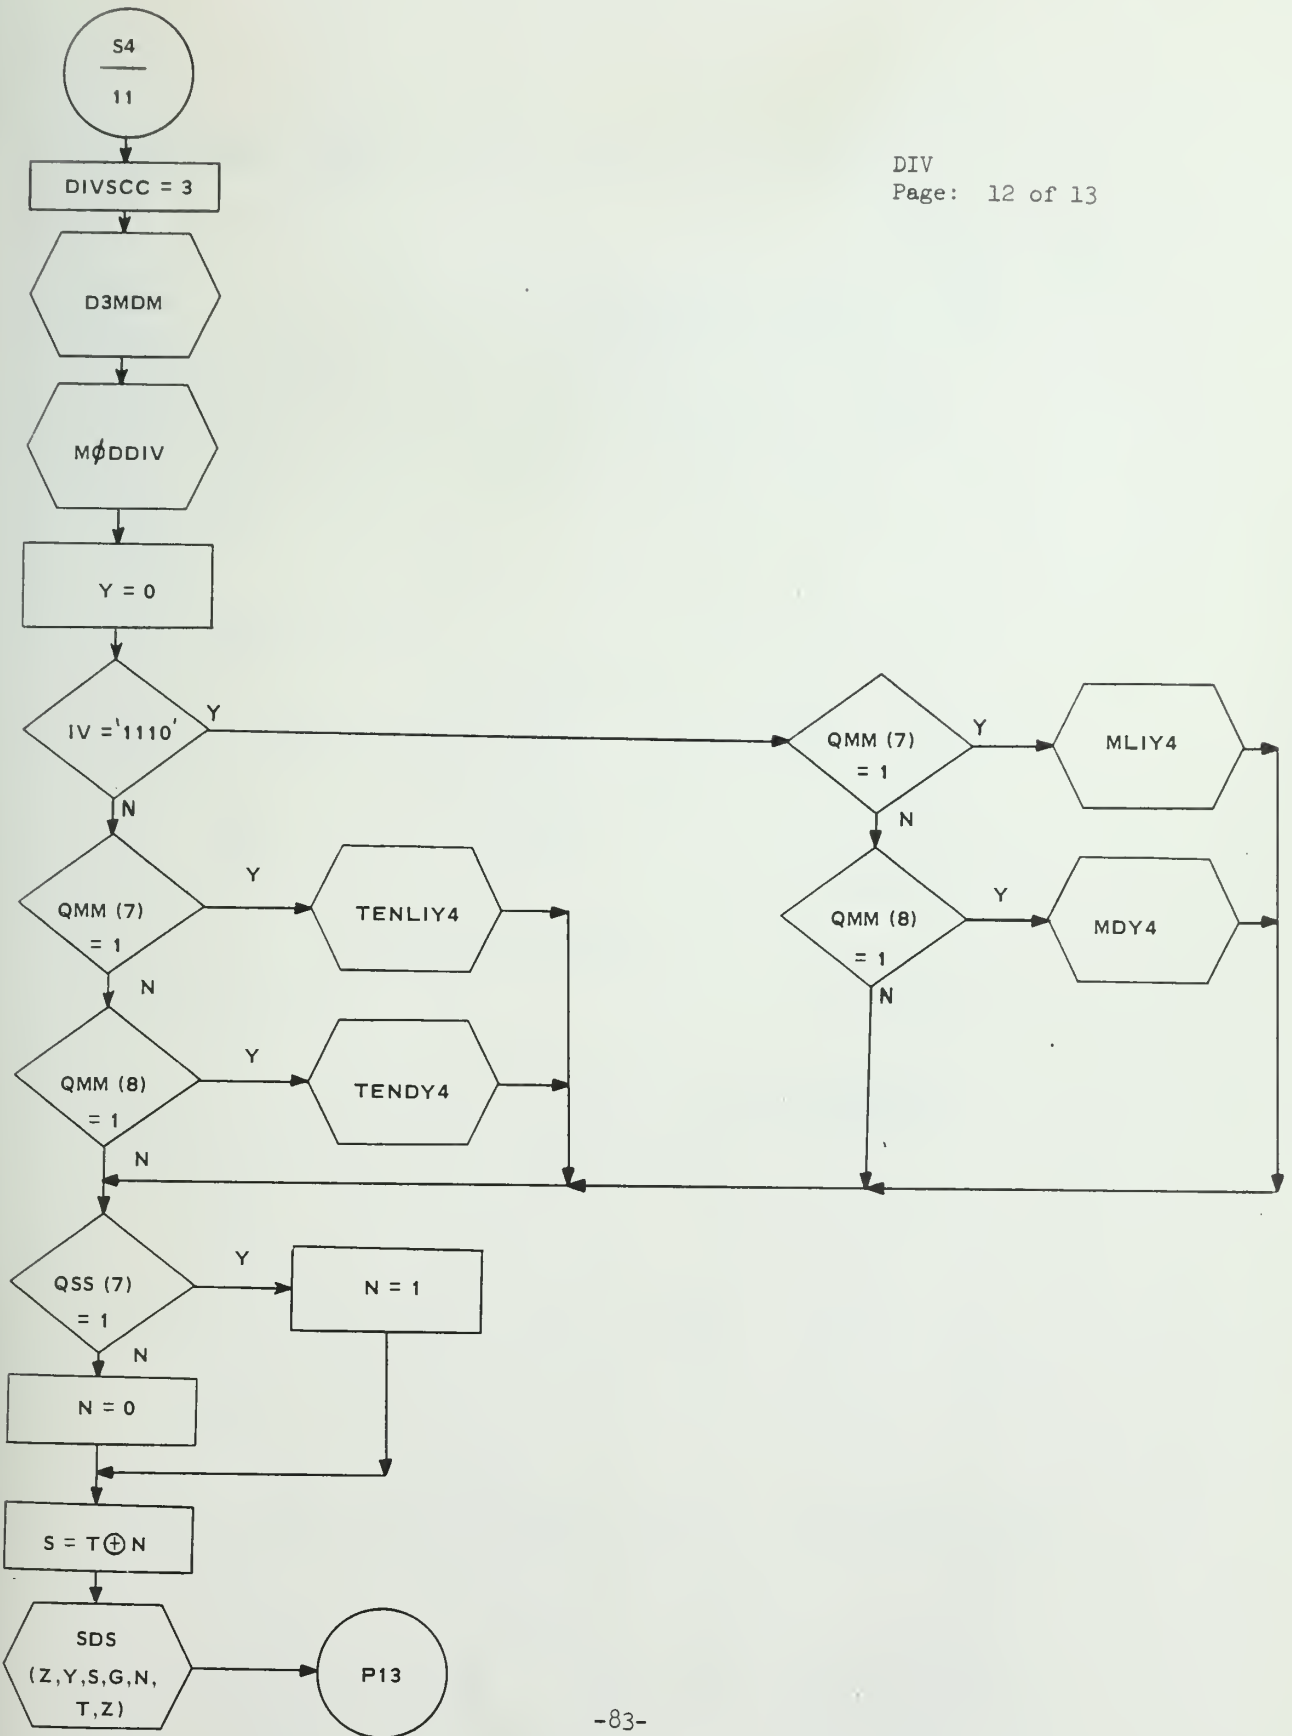 S4
11
DIV
Page: 12 of 13
DIVSCC = 3
D3MDM
MØDDIV
Y = 0
IV = '1110'
Y
QMM (7)
= 1
Y
MLIY4
N
N
QMM (7)
= 1
Y
TENLIY4
QMM (8)
= 1
Y
MDY4
N
N
QMM (8)
= 1
Y
TENDY4
N
QSS (7)
= 1
Y
N = 1
N
N = 0
S = T⊕N
SDS
(Z,Y,S,G,N,
T,Z)
P13
-83-